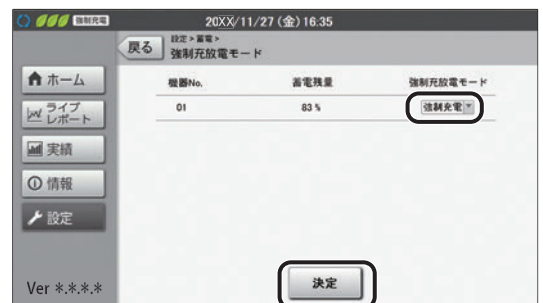 強制充電 20XX/11/27 (金) 16:35
戻る 設定 > 蓄電 >
強制充放電モード
ホーム
ライブ
レポート
実績
情報
設定
Ver *.*.*.*
機器No. 蓄電残量 強制充放電モード
01 83 % 強制充電
決定